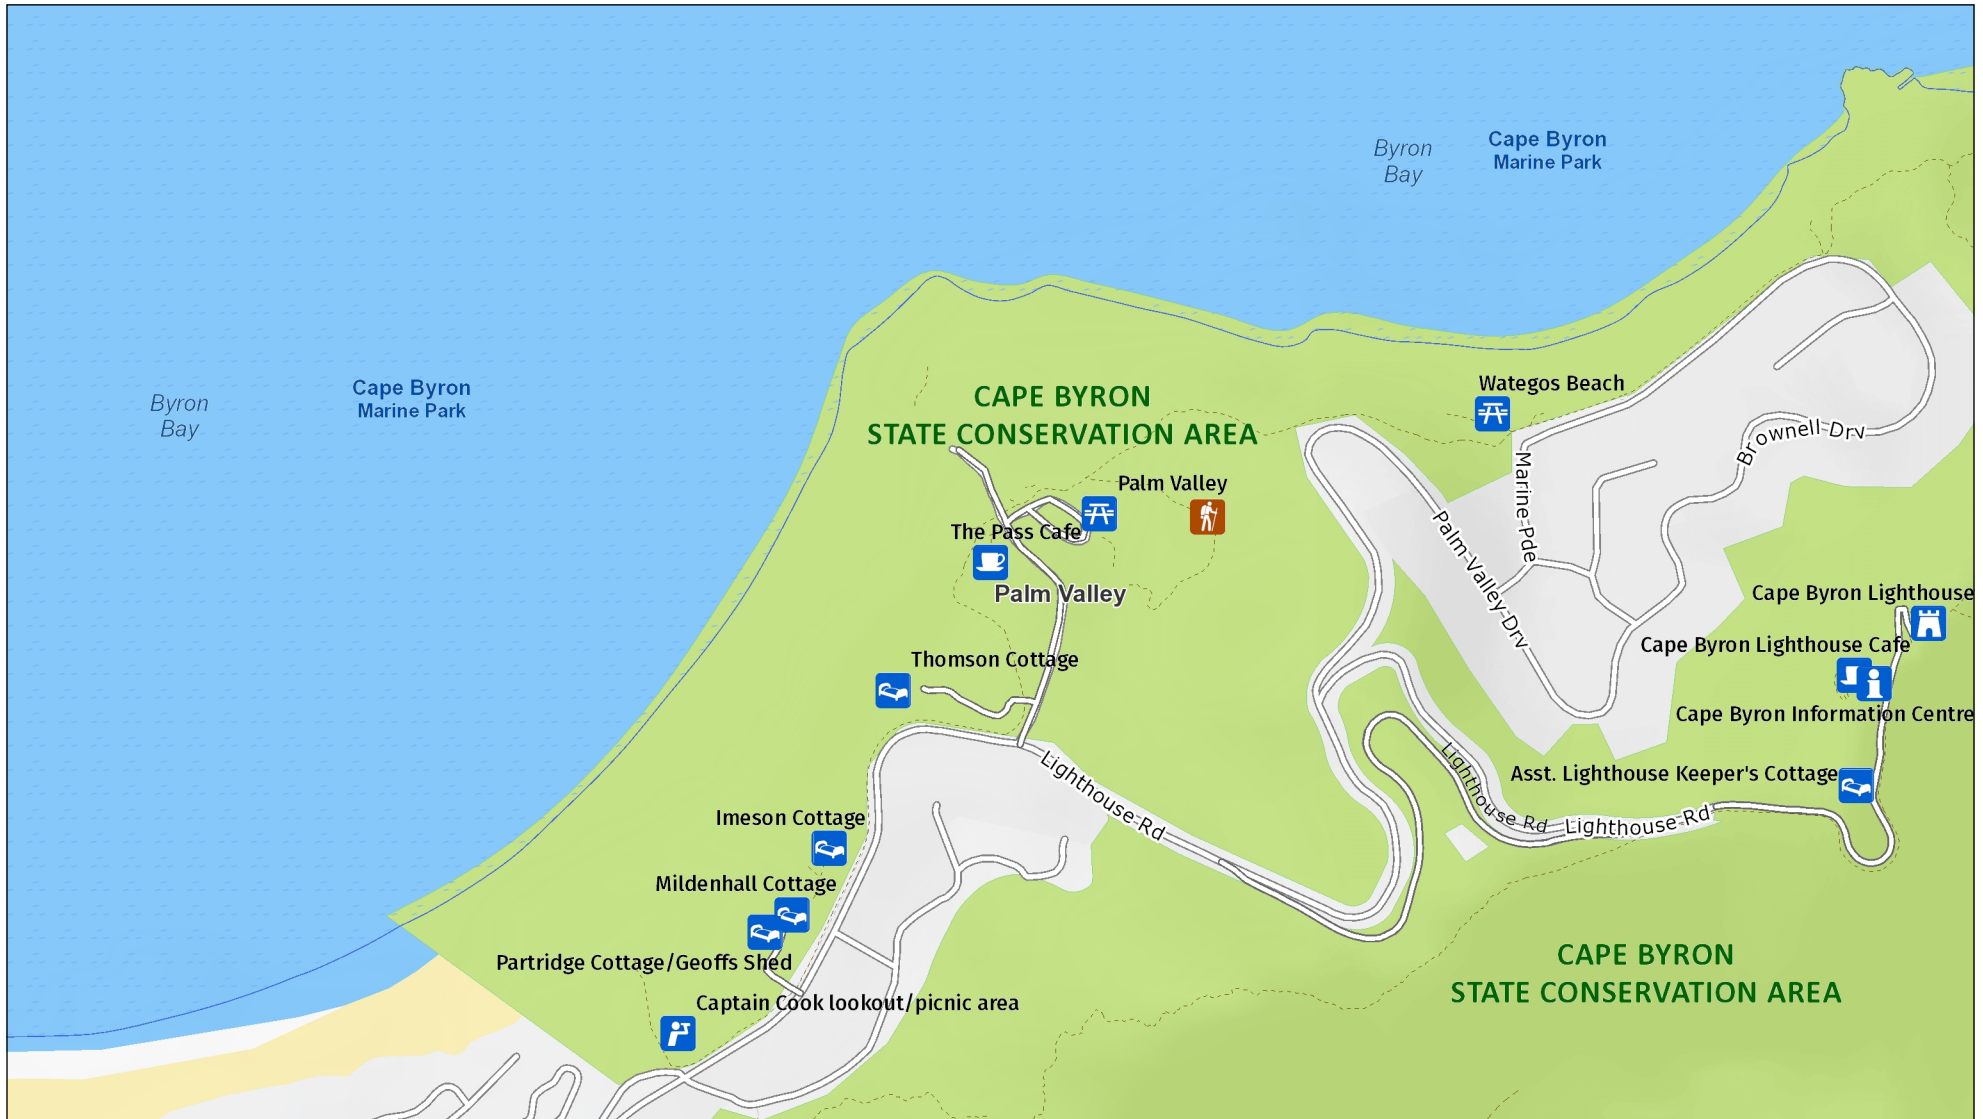 Cape Byron
Marine Park
Byron
Bay
Cape Byron
Marine Park
Byron
Bay
CAPE BYRON
STATE CONSERVATION AREA
Wategos Beach
Palm Valley
The Pass Cafe
Palm Valley
Marine Pde
Brownell Drv
Palm Valley Drv
Cape Byron Lighthouse
Cape Byron Lighthouse Cafe
Cape Byron Information Centre
Thomson Cottage
Lighthouse Rd
Lighthouse Rd
Lighthouse Rd
Asst. Lighthouse Keeper's Cottage
Imeson Cottage
Mildenhall Cottage
Partridge Cottage/Geoffs Shed
Captain Cook lookout/picnic area
CAPE BYRON
STATE CONSERVATION AREA